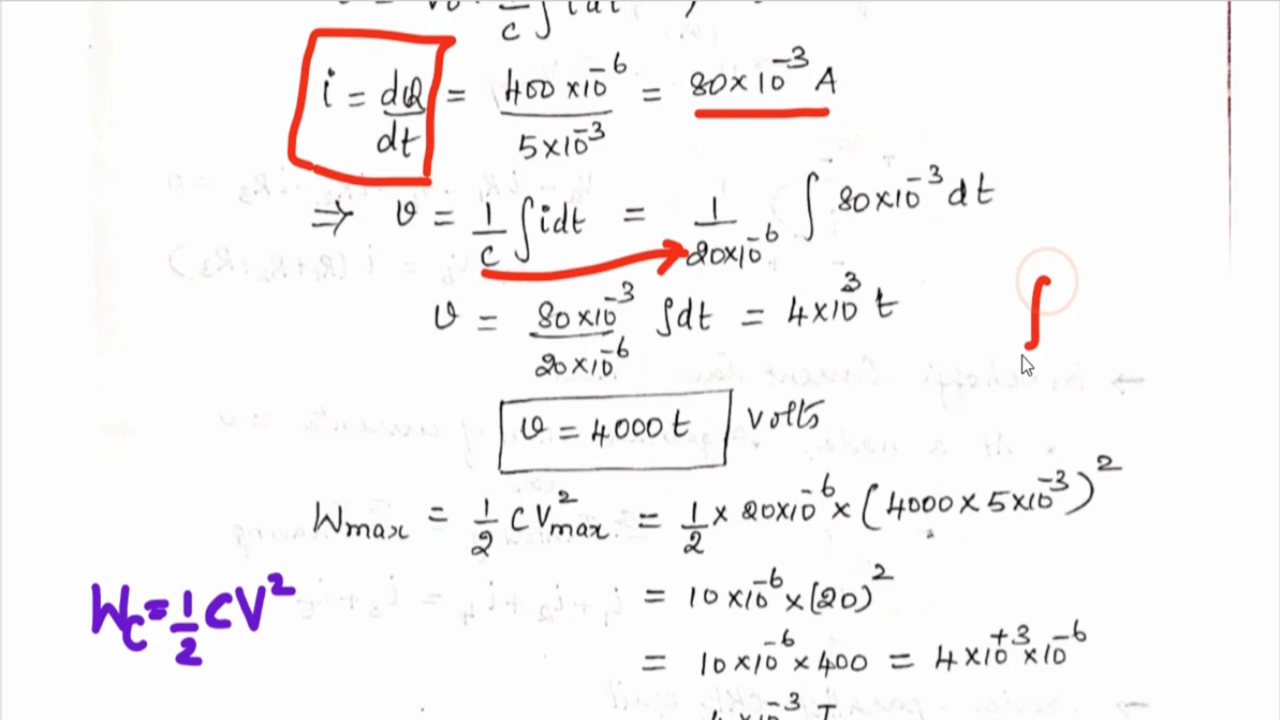 1/c ∫ idt
i = dQ/dt = 400×10⁻⁶ / 5×10⁻³ = 80×10⁻³ A
⇒ v = 1/c ∫ idt = 1/20×10⁻⁶ ∫ 80×10⁻³ dt
v = 80×10⁻³ / 20×10⁻⁶ ∫dt = 4×10³ t
v = 4000t volts
Wmax = 1/2 CV²max = 1/2 × 20×10⁻⁶ × (4000×5×10⁻³)²
Wc = 1/2 CV²
= 10×10⁻⁶×(20)²
= 10×10⁻⁶×400 = 4×10⁺³×10⁻⁶
∫